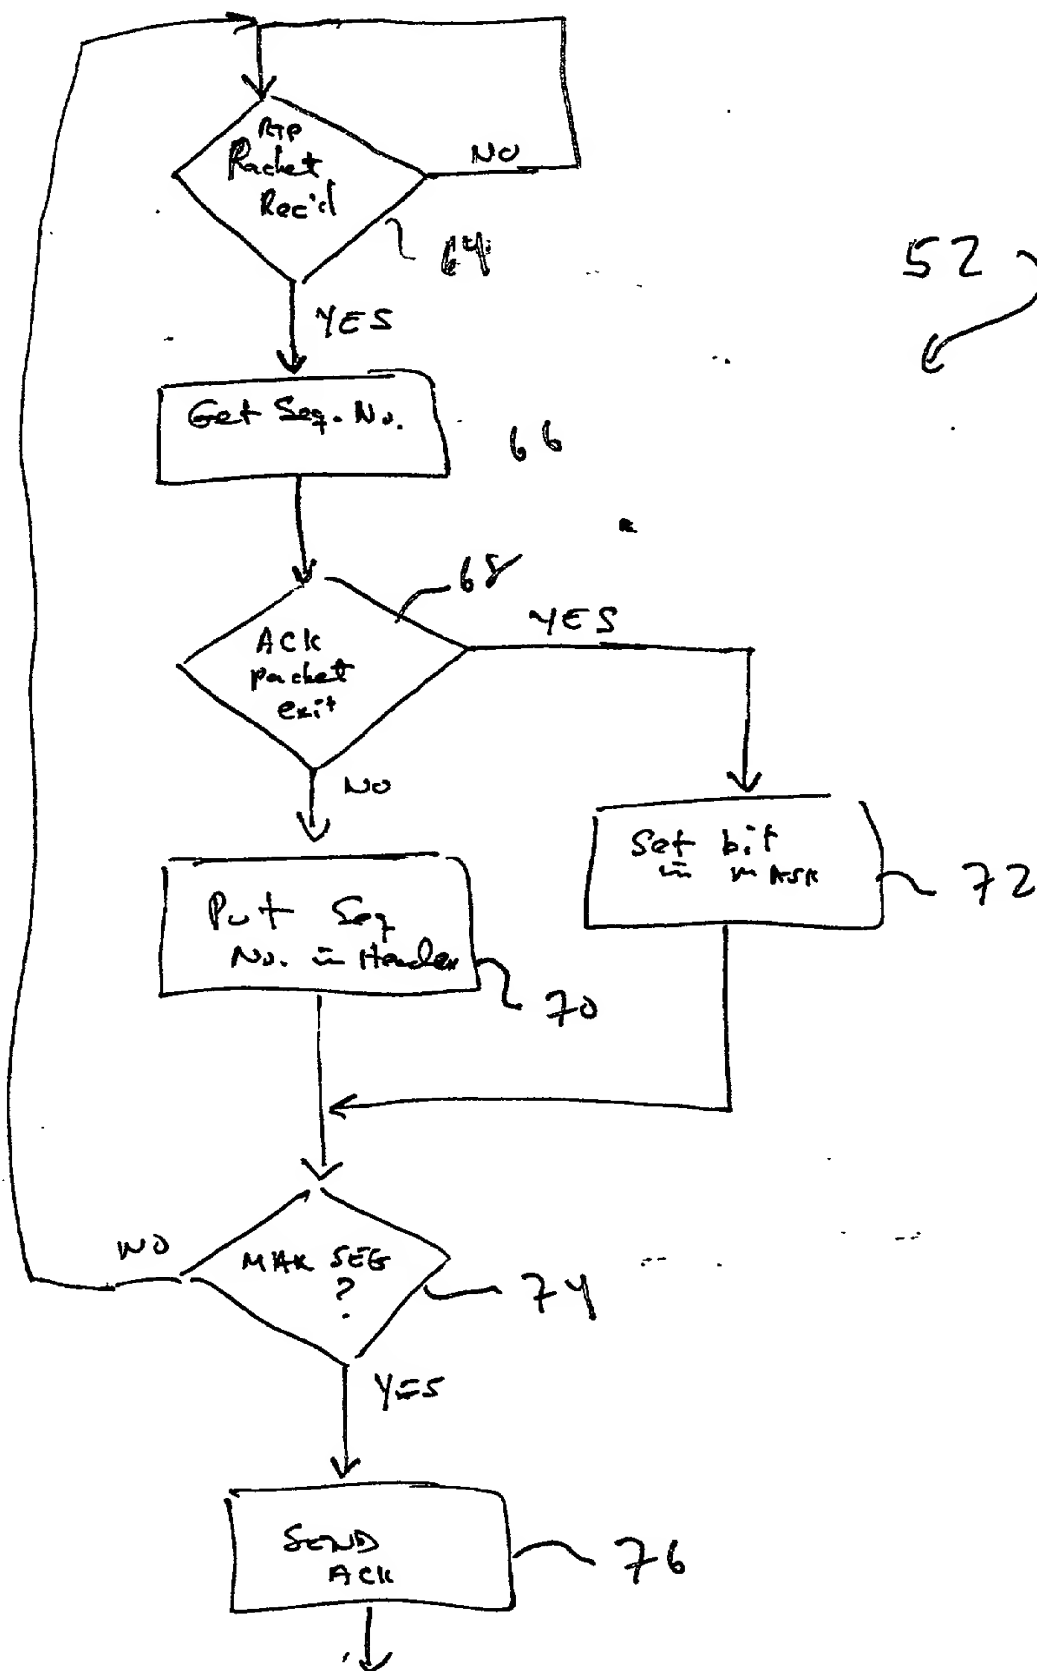 RTP
Packet
Rec'd
NO
64
52
YES
Get Seq. No.
66
68
ACK
packet
exit
YES
NO
Set bit
in mASK
72
Put Seq
No. in Header
70
NO
MAX SEG
?
74
YES
SEND
ACK
76